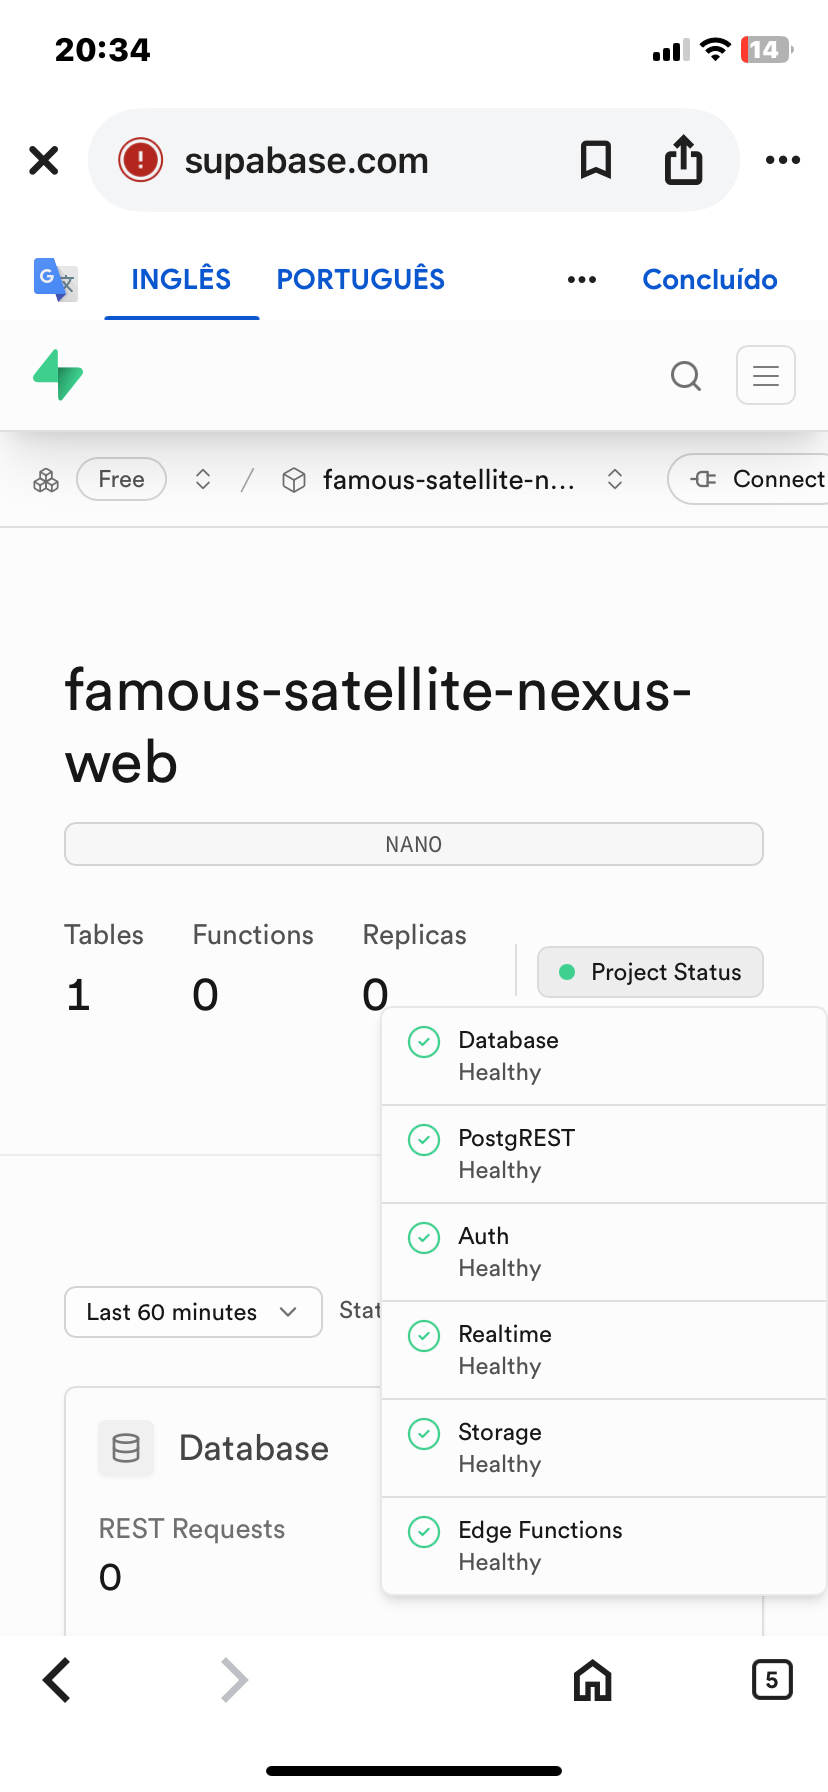 20:34
14
supabase.com
INGLÊS
PORTUGUÊS
Concluído
Free
/
famous-satellite-n...
Connect
famous-satellite-nexus-
web
NANO
Tables
Functions
Replicas
1
0
0
Project Status
Database
Healthy
PostgREST
Healthy
Auth
Healthy
Realtime
Healthy
Storage
Healthy
Edge Functions
Healthy
Last 60 minutes
Stat
Database
REST Requests
0
5